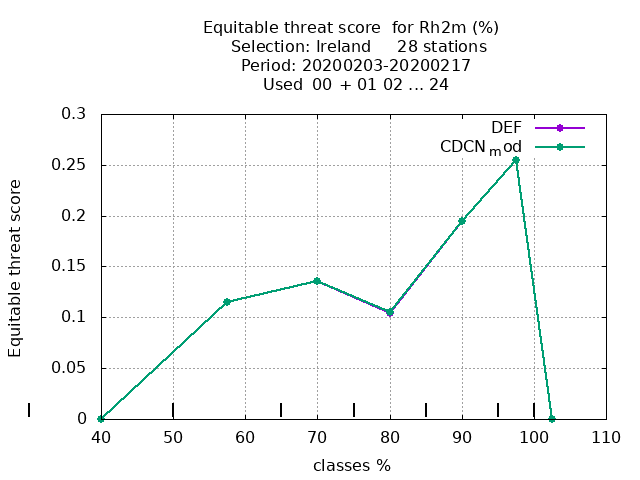 Equitable threat score  for Rh2m (%)
Selection: Ireland     28 stations
Period: 20200203-20200217
Used  00 + 01 02 ... 24
DEF
CDCN_mod
Equitable threat score
0.3
0.25
0.2
0.15
0.1
0.05
0
40 50 60 70 80 90 100 110
classes %